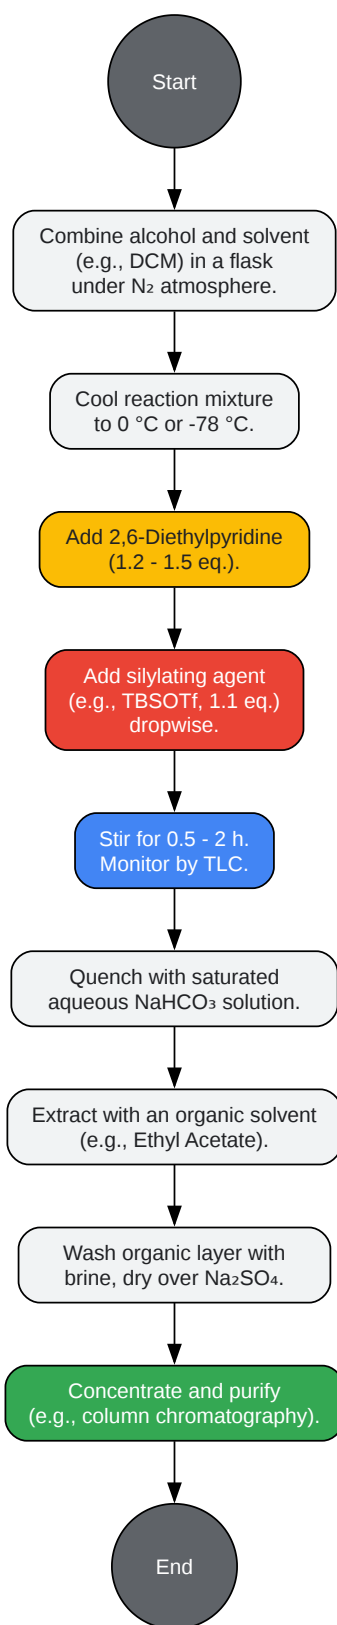 Start
Combine alcohol and solvent
(e.g., DCM) in a flask
under N₂ atmosphere.
Cool reaction mixture
to 0 °C or -78 °C.
Add 2,6-Diethylpyridine
(1.2 - 1.5 eq.).
Add silylating agent
(e.g., TBSOTf, 1.1 eq.)
dropwise.
Stir for 0.5 - 2 h.
Monitor by TLC.
Quench with saturated
aqueous NaHCO₃ solution.
Extract with an organic solvent
(e.g., Ethyl Acetate).
Wash organic layer with
brine, dry over Na₂SO₄.
Concentrate and purify
(e.g., column chromatography).
End